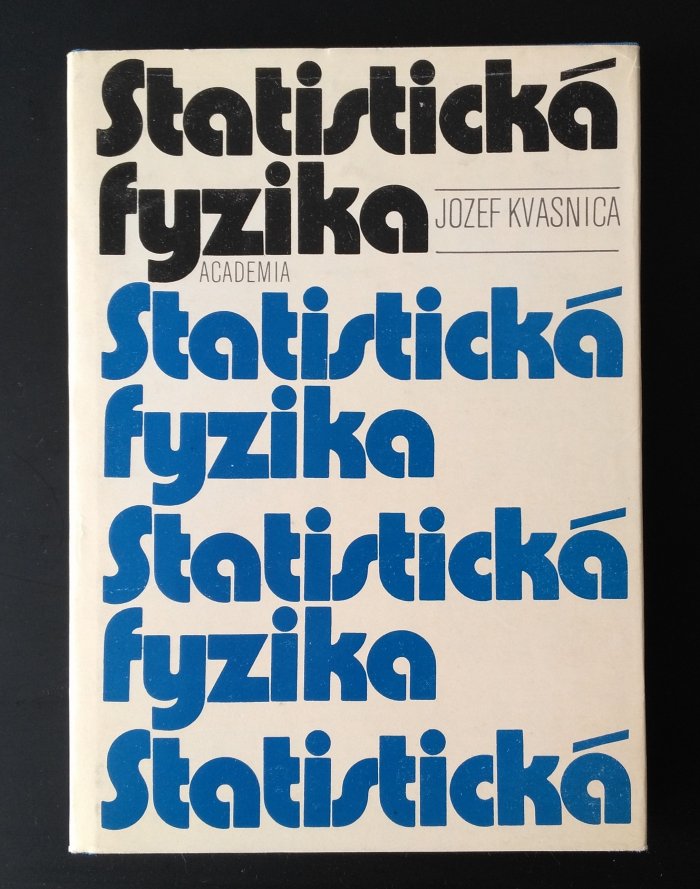 Statistická
fyzika
JOZEF KVASNICA
ACADEMIA
Statistická
fyzika
Statistická
fyzika
Statistická